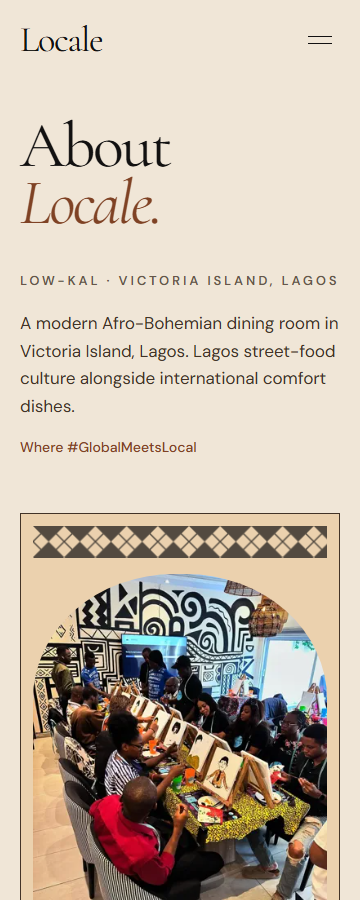 Locale
About
Locale.
LOW-KAL · VICTORIA ISLAND, LAGOS
A modern Afro-Bohemian dining room in
Victoria Island, Lagos. Lagos street-food
culture alongside international comfort
dishes.
Where #GlobalMeetsLocal